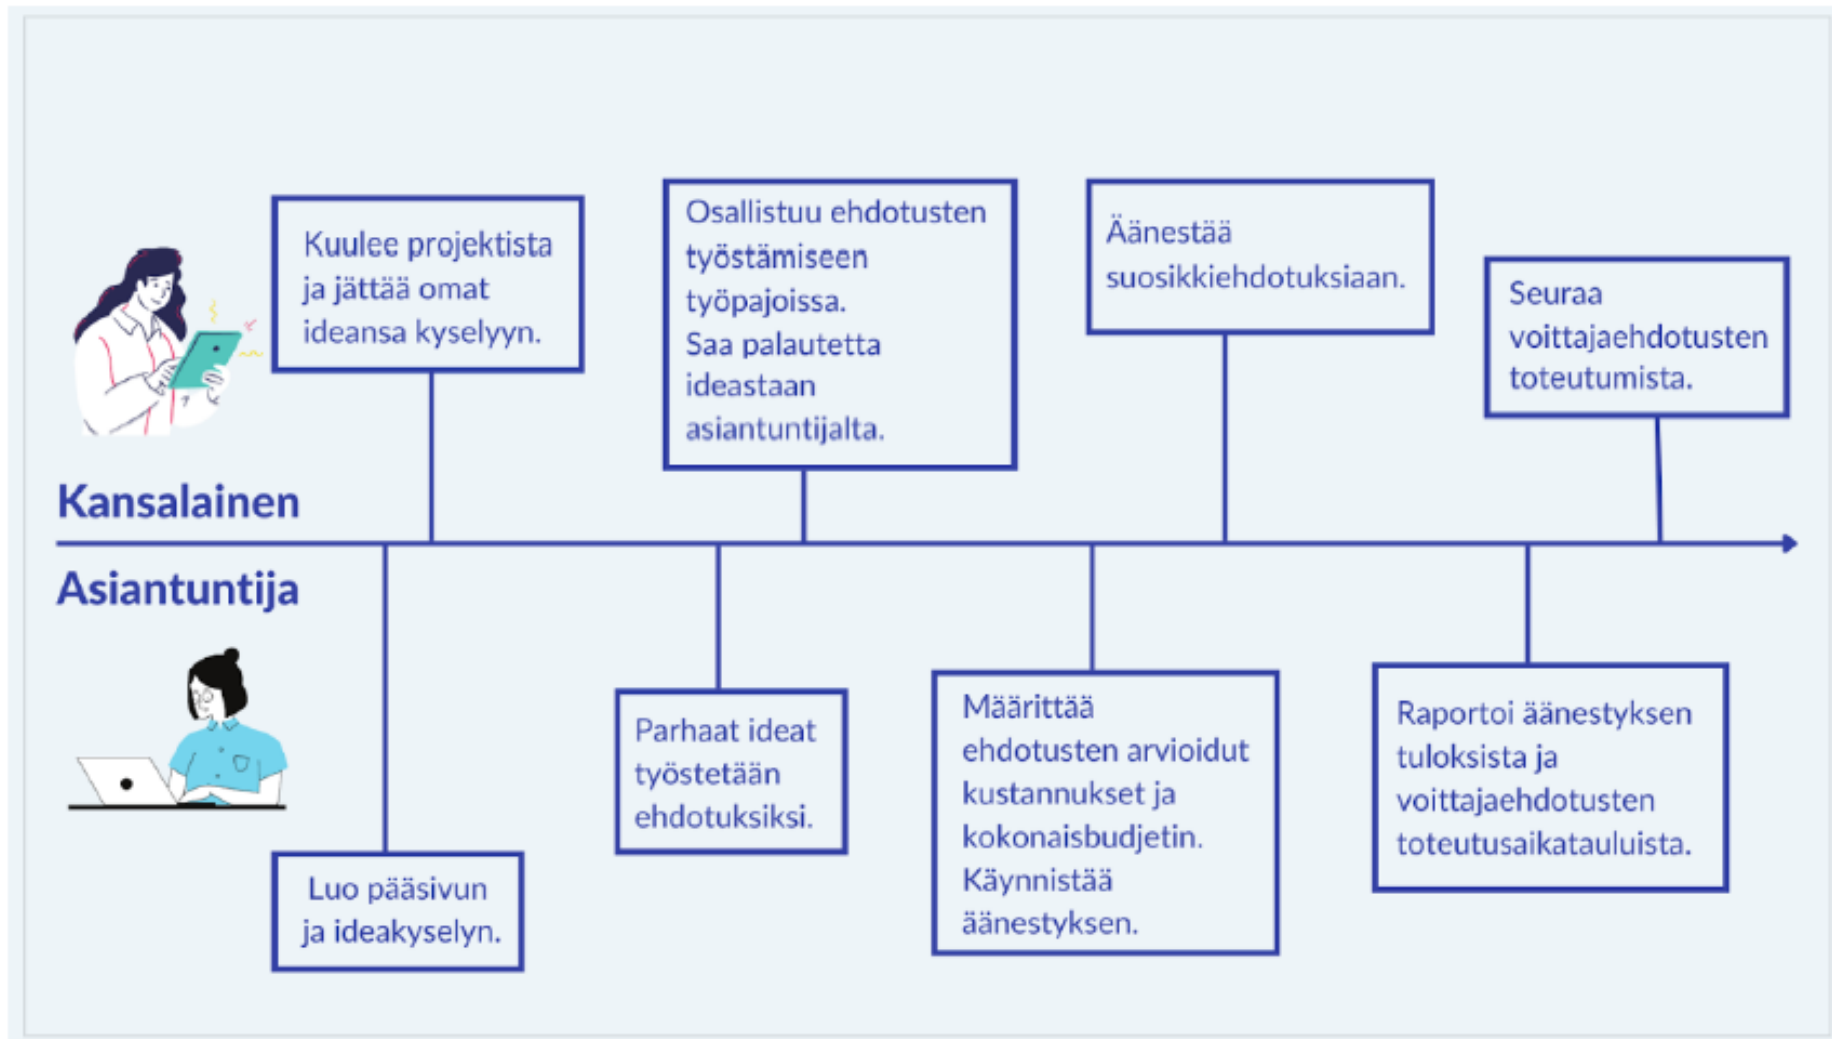 Kuulee projektista
ja jättää omat
ideansa kyselyyn.
Osallistuu ehdotusten
työstämiseen
työpajoissa.
Saa palautetta
ideastaan
asiantuntijalta.
Äänestää
suosikkiehdotuksiaan.
Seuraa
voittajaehdotusten
toteutumista.
Kansalainen
Asiantuntija
Luo pääsivun
ja ideakyselyn.
Parhaat ideat
työstetään
ehdotuksiksi.
Määrittää
ehdotusten arvioidut
kustannukset ja
kokonaisbudjetin.
Käynnistää
äänestyksen.
Raportoi äänestyksen
tuloksista ja
voittajaehdotusten
toteutusaikatauluista.